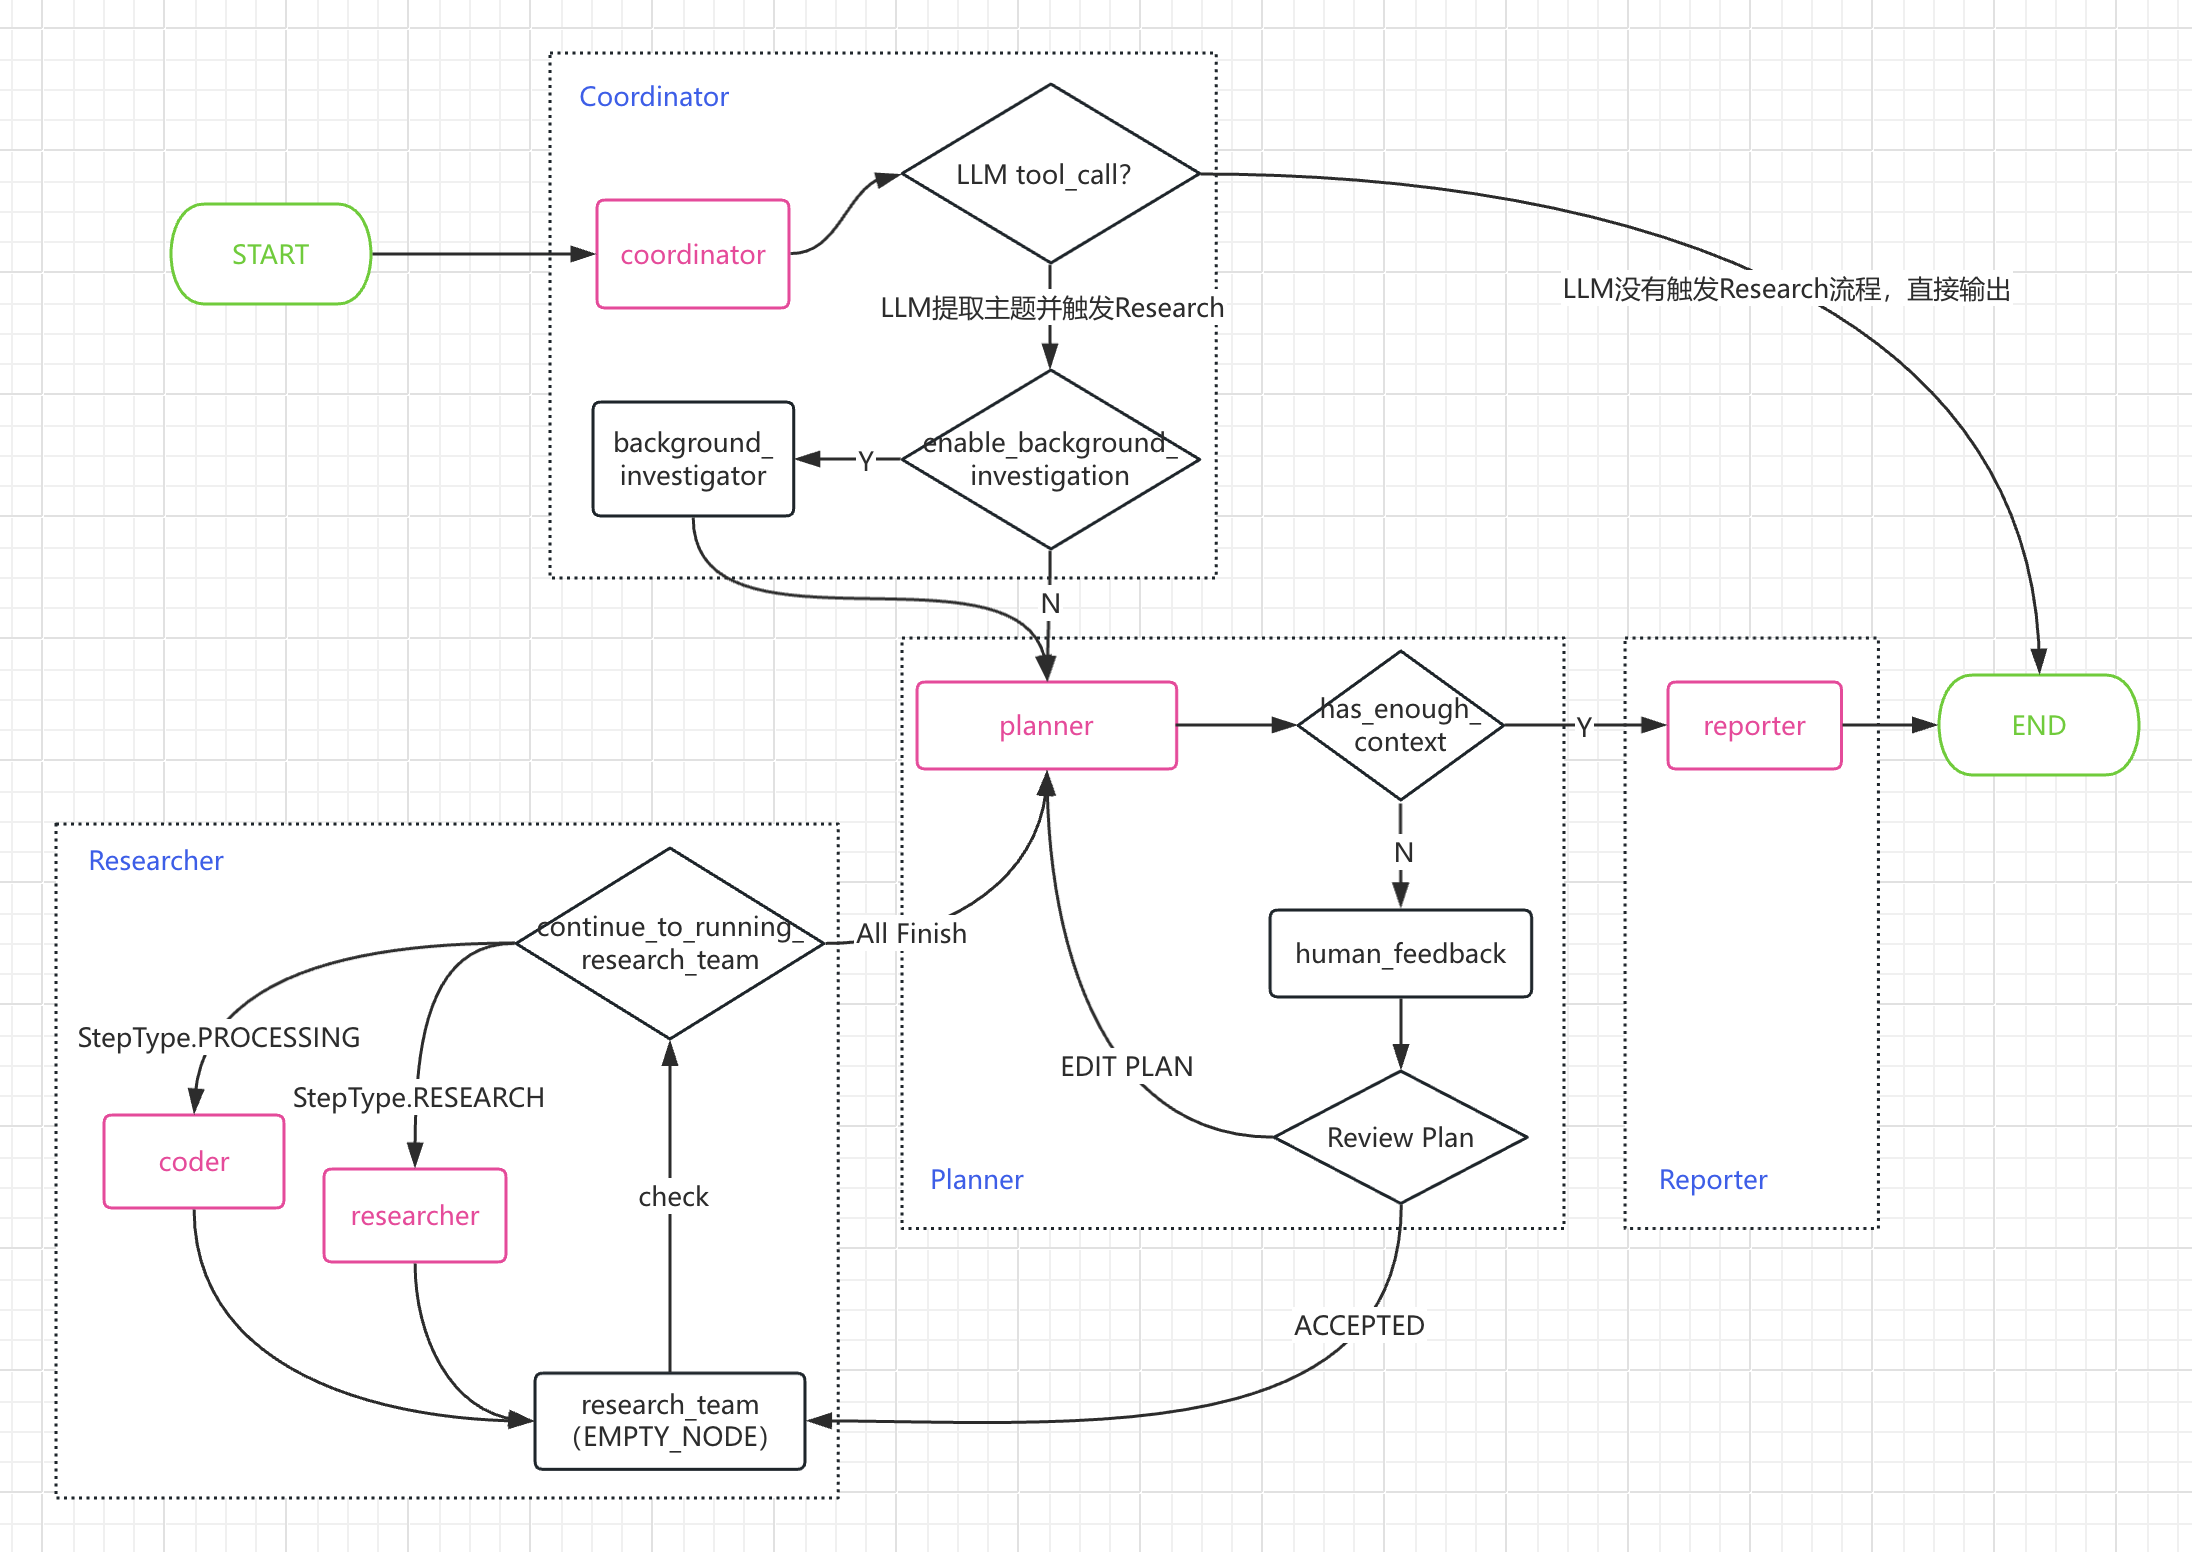 Coordinator
LLM tool_call?
START
coordinator
LLM提取主题并触发Research
LLM没有触发Research流程，直接输出
background_
investigator
Y
enable_background_
investigation
N
planner
has_enough_
context
Y
reporter
END
N
human_feedback
EDIT PLAN
Review Plan
Planner
Reporter
ACCEPTED
Researcher
continue_to_running_
research_team
All Finish
StepType.PROCESSING
StepType.RESEARCH
coder
researcher
check
research_team
(EMPTY_NODE)